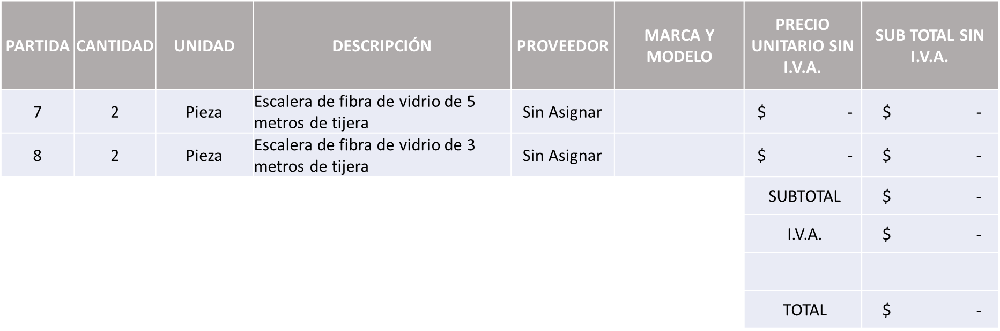 PARTIDA CANTIDAD UNIDAD DESCRIPCIÓN PROVEEDOR MARCA Y MODELO PRECIO UNITARIO SIN I.V.A. SUB TOTAL SIN I.V.A.
7 2 Pieza Escalera de fibra de vidrio de 5 metros de tijera Sin Asignar $ - $ -
8 2 Pieza Escalera de fibra de vidrio de 3 metros de tijera Sin Asignar $ - $ -
SUBTOTAL $ -
I.V.A. $ -
TOTAL $ -